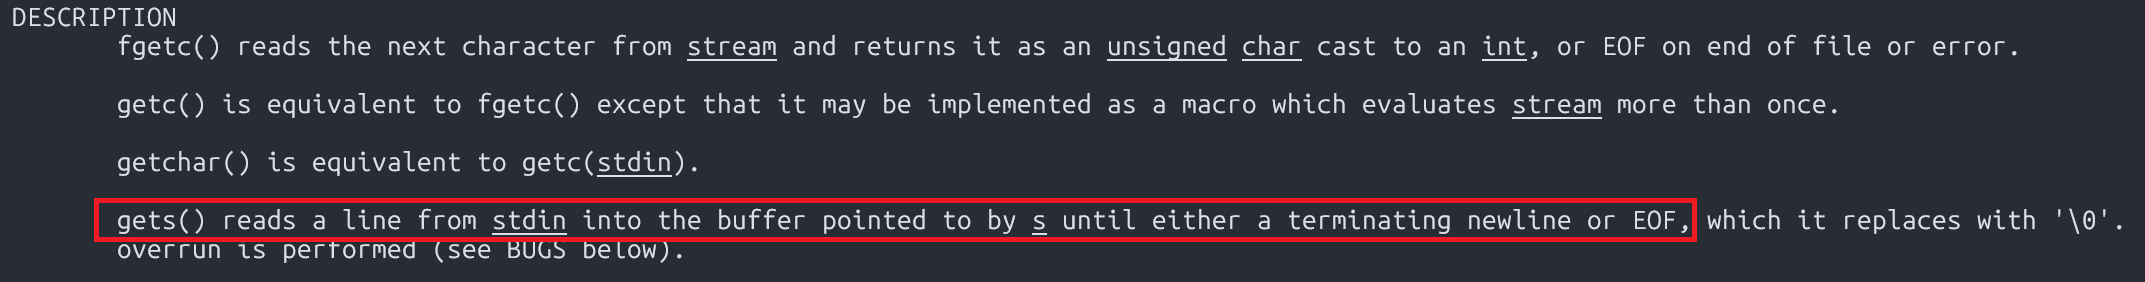 DESCRIPTION
fgetc() reads the next character from stream and returns it as an unsigned char cast to an int, or EOF on end of file or error.
getc() is equivalent to fgetc() except that it may be implemented as a macro which evaluates stream more than once.
getchar() is equivalent to getc(stdin).
gets() reads a line from stdin into the buffer pointed to by s until either a terminating newline or EOF, which it replaces with '\0'.
overrun is performed (see BUGS below).